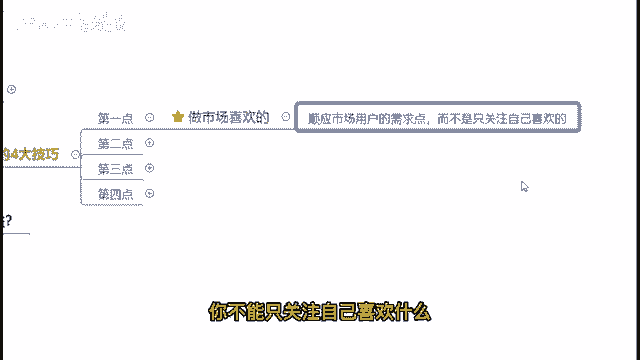 第一点
做市场喜欢的
顺应市场用户的需求点，而不是只关注自己喜欢的
的4大技巧
第二点
第三点
第四点
?
你不能只关注自己喜欢什么